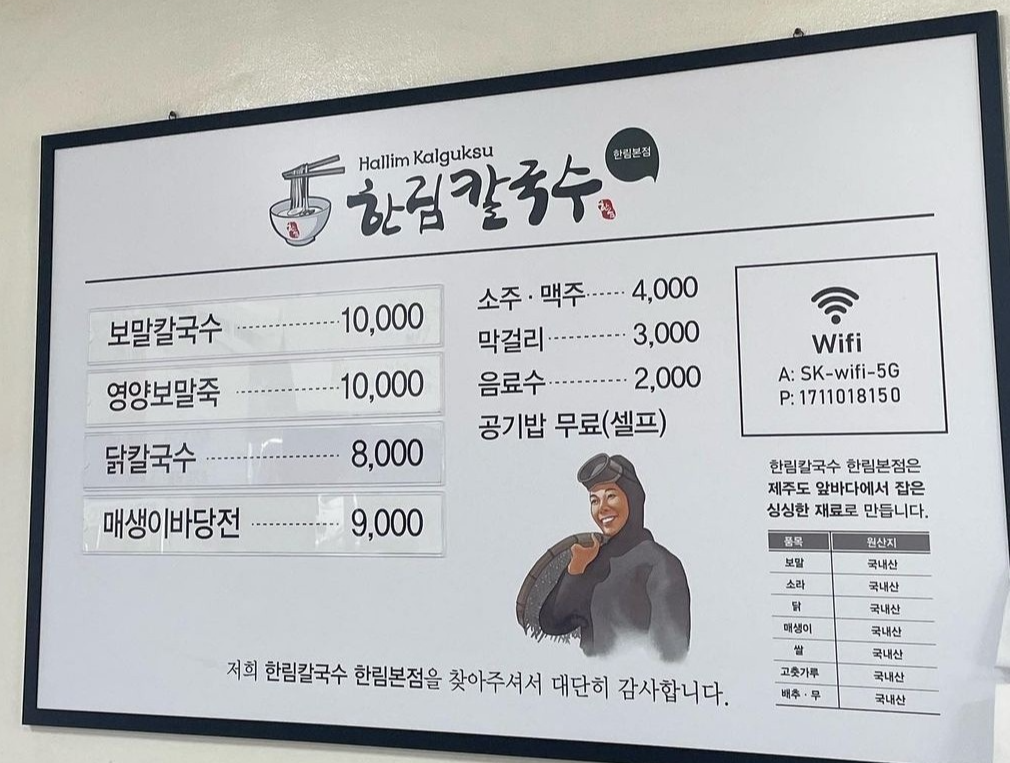 Hallim Kalguksu
한림칼국수
한림본점
보말칼국수 10,000
영양보말죽 10,000
닭칼국수 8,000
매생이바당전 9,000
소주 · 맥주 4,000
막걸리 3,000
음료수 2,000
공기밥 무료(셀프)
Wifi
A: SK-wifi-5G
P: 1711018150
한림칼국수 한림본점은
제주도 앞바다에서 잡은
싱싱한 재료로 만듭니다.
품목 원산지
보말 국내산
소라 국내산
닭 국내산
매생이 국내산
쌀 국내산
고춧가루 국내산
배추 · 무 국내산
저희 한림칼국수 한림본점을 찾아주셔서 대단히 감사합니다.